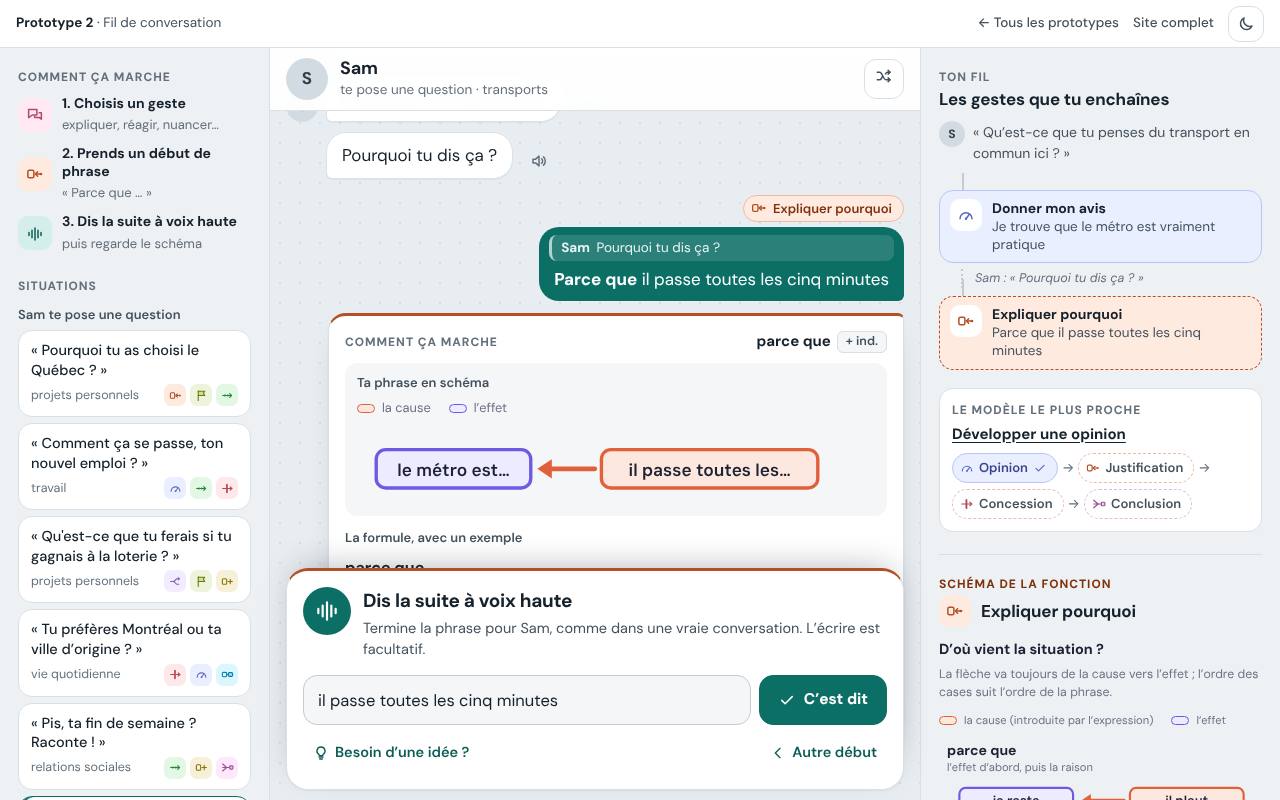 Prototype 2 · Fil de conversation
← Tous les prototypes
Site complet
COMMENT ÇA MARCHE
1. Choisis un geste
expliquer, réagir, nuancer…
2. Prends un début de
phrase
« Parce que … »
3. Dis la suite à voix haute
puis regarde le schéma
SITUATIONS
Sam te pose une question
« Pourquoi tu as choisi le
Québec ? »
projets personnels
« Comment ça se passe, ton
nouvel emploi ? »
travail
« Qu'est-ce que tu ferais si tu
gagnais à la loterie ? »
projets personnels
« Tu préfères Montréal ou ta
ville d’origine ? »
vie quotidienne
« Pis, ta fin de semaine ?
Raconte ! »
relations sociales
S
Sam
te pose une question · transports
Pourquoi tu dis ça ?
Expliquer pourquoi
Sam Pourquoi tu dis ça ?
Parce que il passe toutes les cinq minutes
COMMENT ÇA MARCHE
parce que + ind.
Ta phrase en schéma
la cause
l’effet
le métro est…
il passe toutes les…
La formule, avec un exemple
parce que
Dis la suite à voix haute
Termine la phrase pour Sam, comme dans une vraie conversation. L’écrire est
facultatif.
il passe toutes les cinq minutes
C’est dit
Besoin d’une idée ?
Autre début
TON FIL
Les gestes que tu enchaînes
S
« Qu’est-ce que tu penses du transport en
commun ici ? »
Donner mon avis
Je trouve que le métro est vraiment
pratique
Sam : « Pourquoi tu dis ça ? »
Expliquer pourquoi
Parce que il passe toutes les cinq
minutes
LE MODÈLE LE PLUS PROCHE
Développer une opinion
Opinion ✓ → Justification →
Concession → Conclusion
SCHÉMA DE LA FONCTION
Expliquer pourquoi
D’où vient la situation ?
La flèche va toujours de la cause vers l’effet ; l’ordre des
cases suit l’ordre de la phrase.
la cause (introduite par l’expression)
l’effet
parce que
l’effet d’abord, puis la raison
je reste
il pleut